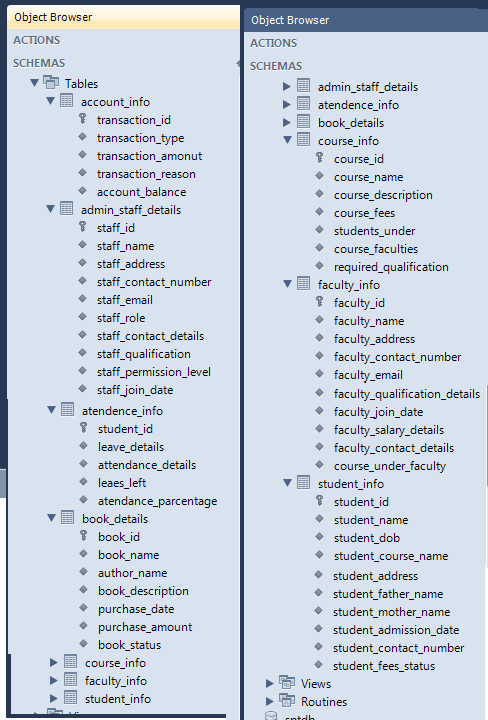 Object Browser
ACTIONS
SCHEMAS
Tables
account_info
transaction_id
transaction_type
transaction_amonut
transaction_reason
account_balance
admin_staff_details
staff_id
staff_name
staff_address
staff_contact_number
staff_email
staff_role
staff_contact_details
staff_qualification
staff_permission_level
staff_join_date
atendence_info
student_id
leave_details
attendance_details
leaes_left
atendance_parcentage
book_details
book_id
book_name
author_name
book_description
purchase_date
purchase_amount
book_status
course_info
faculty_info
student_info
Object Browser
ACTIONS
SCHEMAS
admin_staff_details
atendence_info
book_details
course_info
course_id
course_name
course_description
course_fees
students_under
course_faculties
required_qualification
faculty_info
faculty_id
faculty_name
faculty_address
faculty_contact_number
faculty_email
faculty_qualification_details
faculty_join_date
faculty_salary_details
faculty_contact_details
course_under_faculty
student_info
student_id
student_name
student_dob
student_course_name
student_address
student_father_name
student_mother_name
student_admission_date
student_contact_number
student_fees_status
Views
Routines